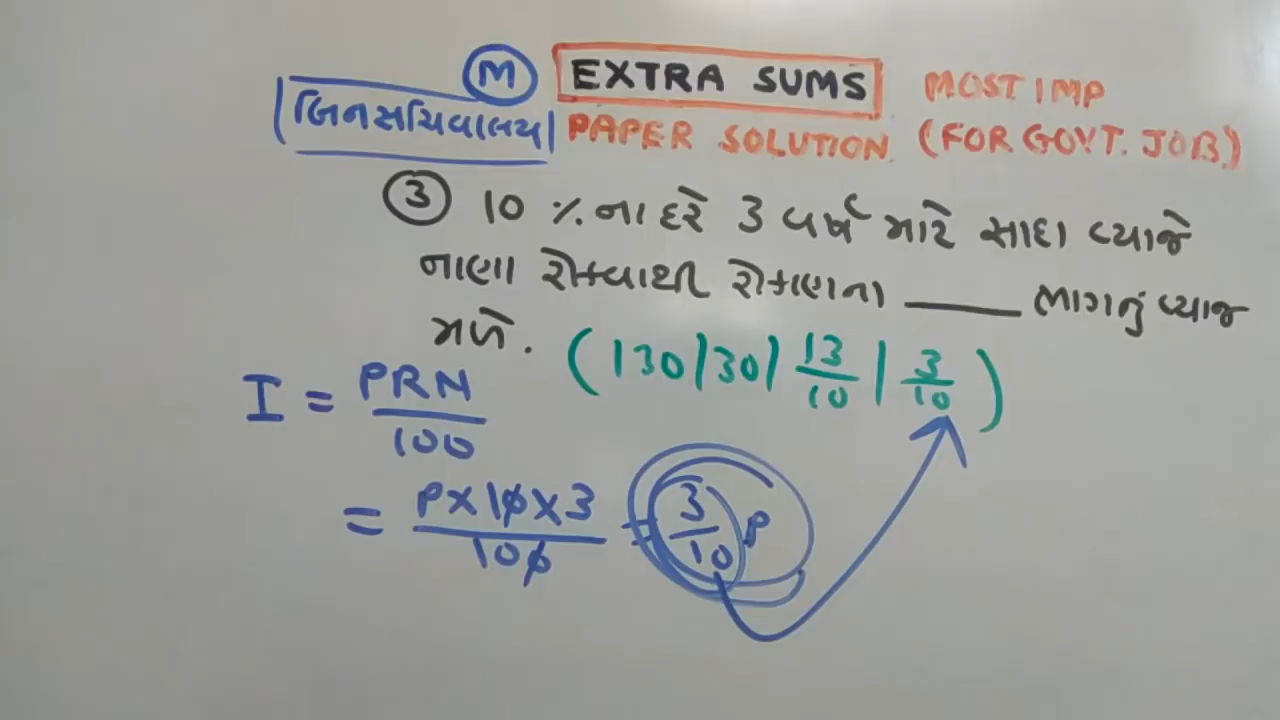 M EXTRA SUMS MOST IMP
બિનસચિવાલય PAPER SOLUTION. (FOR GOVT. JOB.)
3 10 % ના દરે 3 વર્ષ માટે સાદા વ્યાજે
નાણા રોકવાથી રોકાણના ______ ભાગનું વ્યાજ
મળે. (130 | 30 | 13/10 | 3/10)
I = PRN/100
= P×10×3/100 = 3/10 P